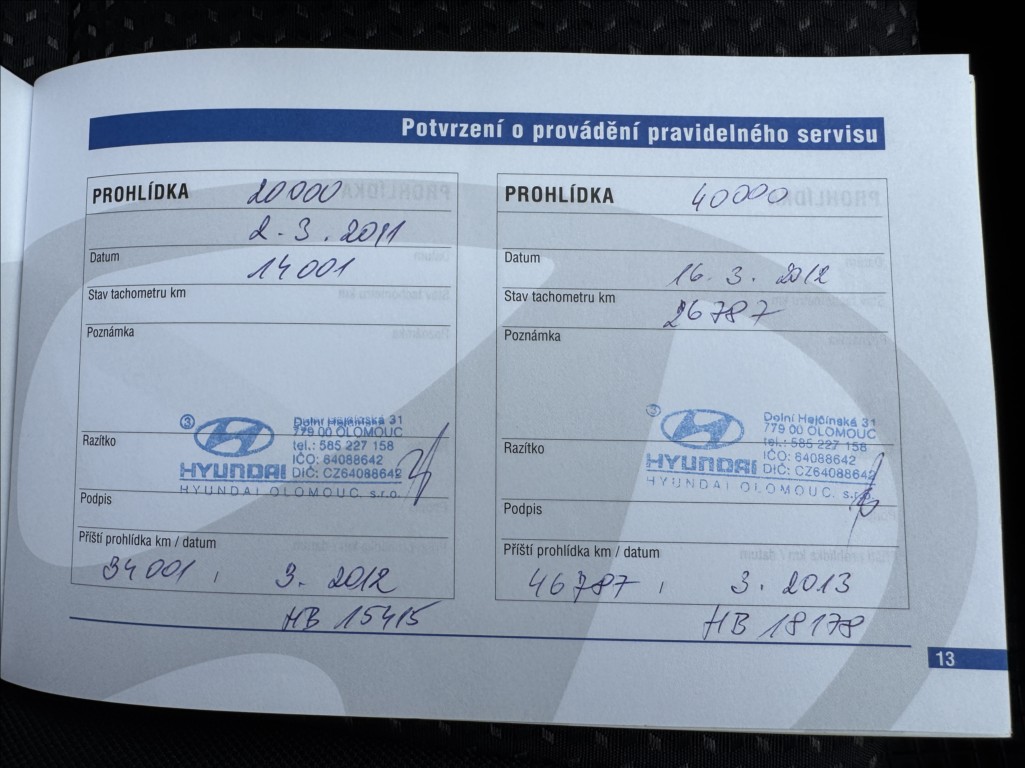 Potvrzení o provádění pravidelného servisu
PROHLÍDKA 20000
2.3.2011
Datum
14001
Stav tachometru km
Poznámka
③
Dolní Hejčínská 31
779 00 OLOMOUC
tel.: 585 227 158
IČO: 64088642
HYUNDAI DIČ: CZ64088642
HYUNDAI OLOMOUC, s.r.o.
Razítko
Podpis
Příští prohlídka km / datum
34001, 3.2012
HB 15415
PROHLÍDKA 40000
Datum
16.3.2012
Stav tachometru km
26787
Poznámka
③
Dolní Hejčínská 31
779 00 OLOMOUC
tel.: 585 227 158
IČO: 64088642
HYUNDAI DIČ: CZ64088642
HYUNDAI OLOMOUC, s.r.o.
Razítko
Podpis
Příští prohlídka km / datum
46787, 3.2013
HB 18178
13